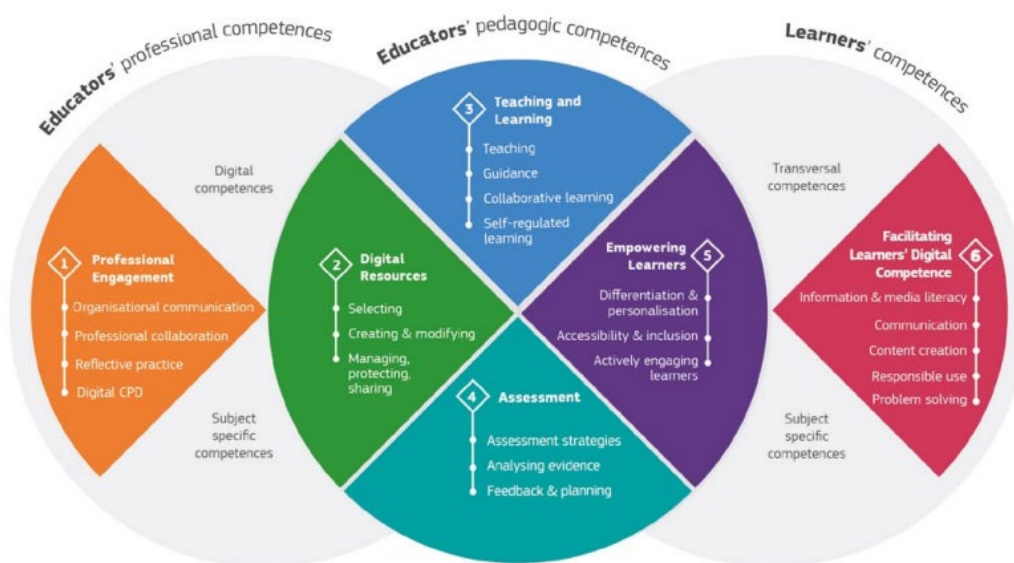 Educators' professional competences
Educators' pedagogic competences
Learners' competences
Digital
competences
Subject
specific
competences
1
Professional
Engagement
Organisational communication
Professional collaboration
Reflective practice
Digital CPD
2
Digital
Resources
Selecting
Creating & modifying
Managing,
protecting,
sharing
3
Teaching and
Learning
Teaching
Guidance
Collaborative learning
Self-regulated
learning
4
Assessment
Assessment strategies
Analysing evidence
Feedback & planning
Empowering
Learners
5
Differentiation &
personalisation
Accessibility & inclusion
Actively engaging
learners
Transversal
competences
Subject
specific
competences
Facilitating
Learners' Digital
Competence
6
Information & media literacy
Communication
Content creation
Responsible use
Problem solving